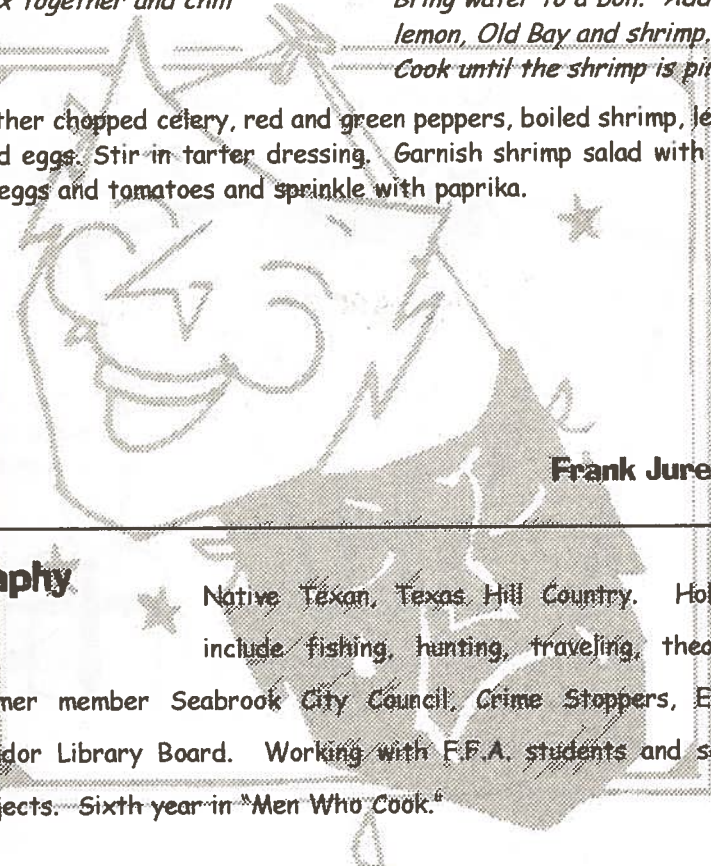 x together and chill
Bring water to a boil. Add
lemon, Old Bay and shrimp.
Cook until the shrimp is pin
ther chopped celery, red and green peppers, boiled shrimp, le
d eggs. Stir in tarter dressing. Garnish shrimp salad with
eggs and tomatoes and sprinkle with paprika.
Frank Jure
aphy
Native Texan, Texas Hill Country. Hob
include fishing, hunting, traveling, thea
mer member Seabrook City Council, Crime Stoppers, E
dor Library Board. Working with F.F.A. students and s
jects. Sixth year in "Men Who Cook."